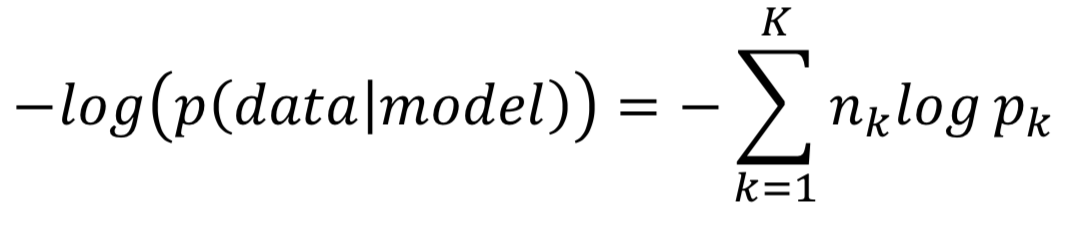 −log(p(data|model)) = − ∑_{k=1}^{K} n_k log p_k